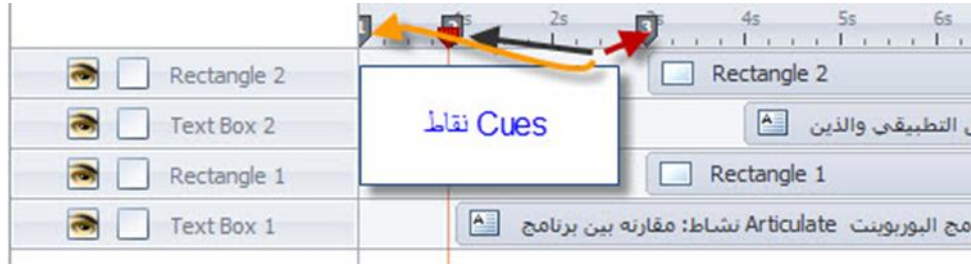 1 2 1s 2s 3 4s 5s 6s
Rectangle 2 Rectangle 2
Text Box 2 التطبيقي والذين
نقاط Cues
Rectangle 1 Rectangle 1
Text Box 1 نشاط: مقارنه بين برنامج Articulate البوربوينت